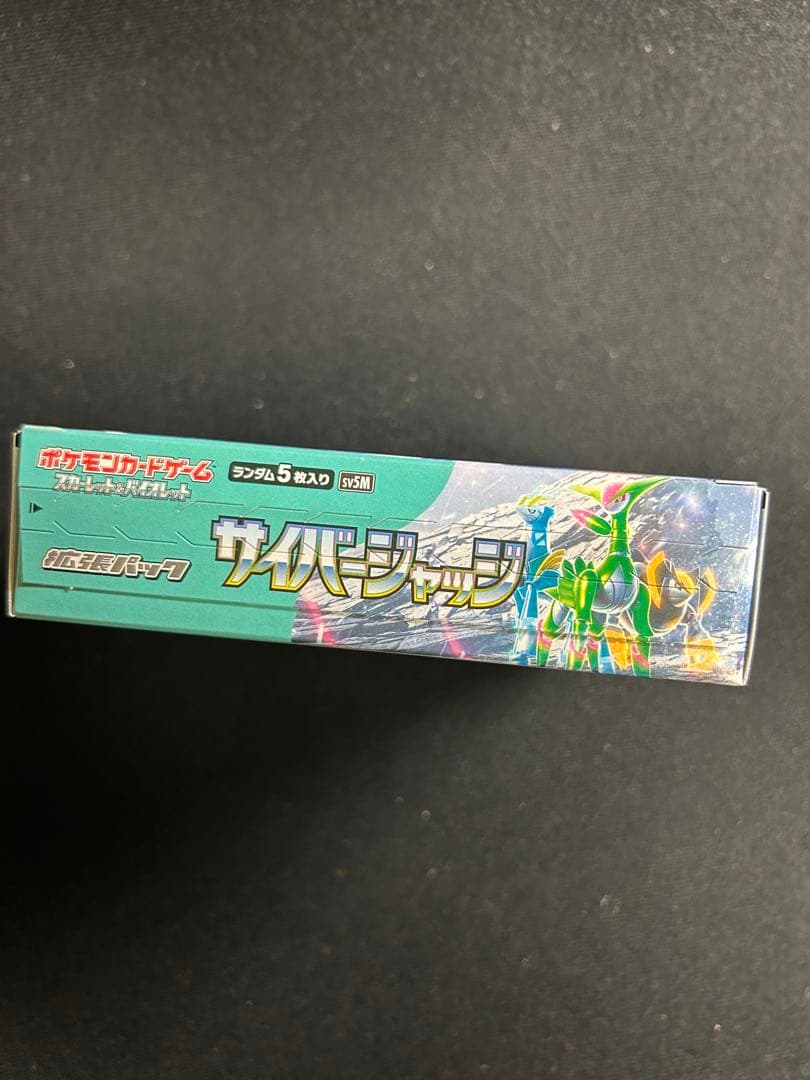 ポケモンカードゲーム
スカーレット&バイオレット
ランダム5枚入り
SV5M
拡張パック
サイバージャッジ